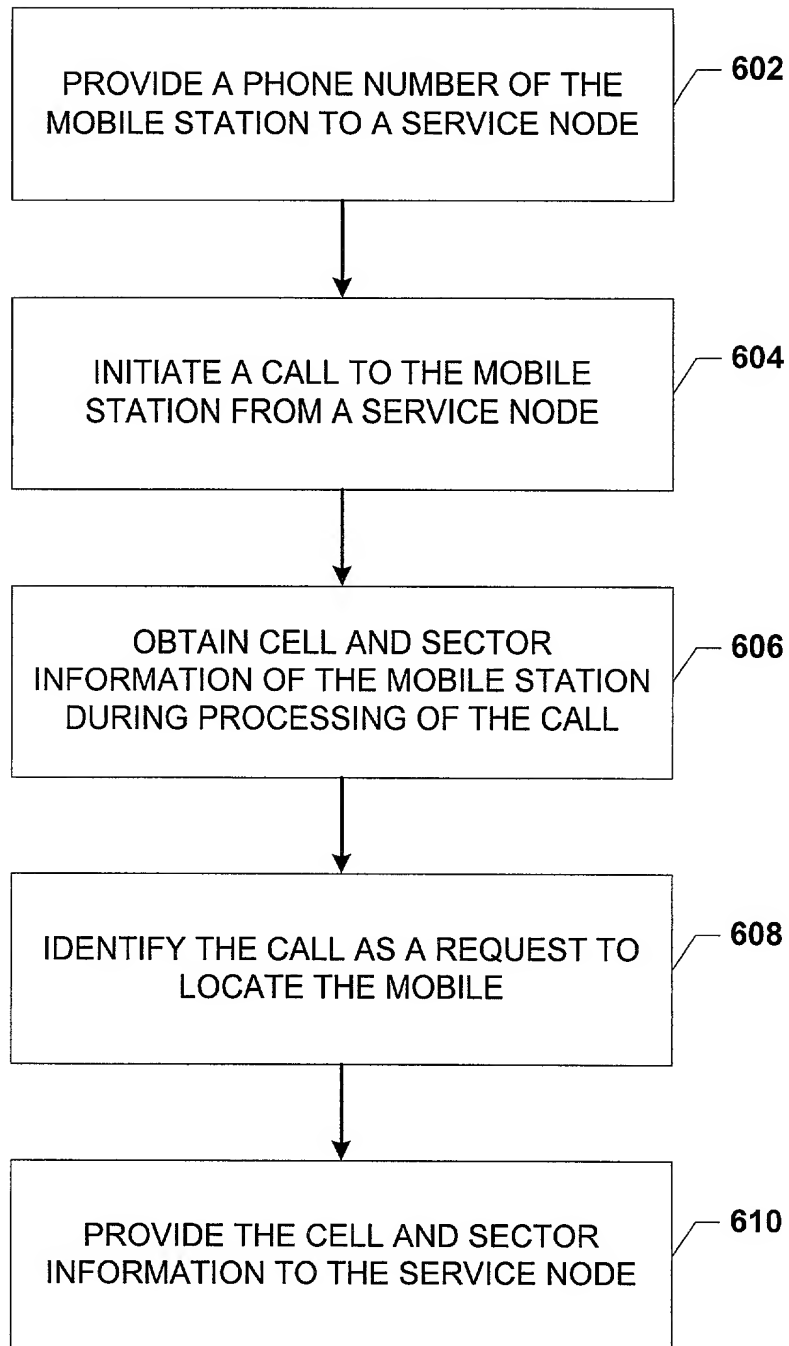 PROVIDE A PHONE NUMBER OF THE
MOBILE STATION TO A SERVICE NODE
602
INITIATE A CALL TO THE MOBILE
STATION FROM A SERVICE NODE
604
OBTAIN CELL AND SECTOR
INFORMATION OF THE MOBILE STATION
DURING PROCESSING OF THE CALL
606
IDENTIFY THE CALL AS A REQUEST TO
LOCATE THE MOBILE
608
PROVIDE THE CELL AND SECTOR
INFORMATION TO THE SERVICE NODE
610